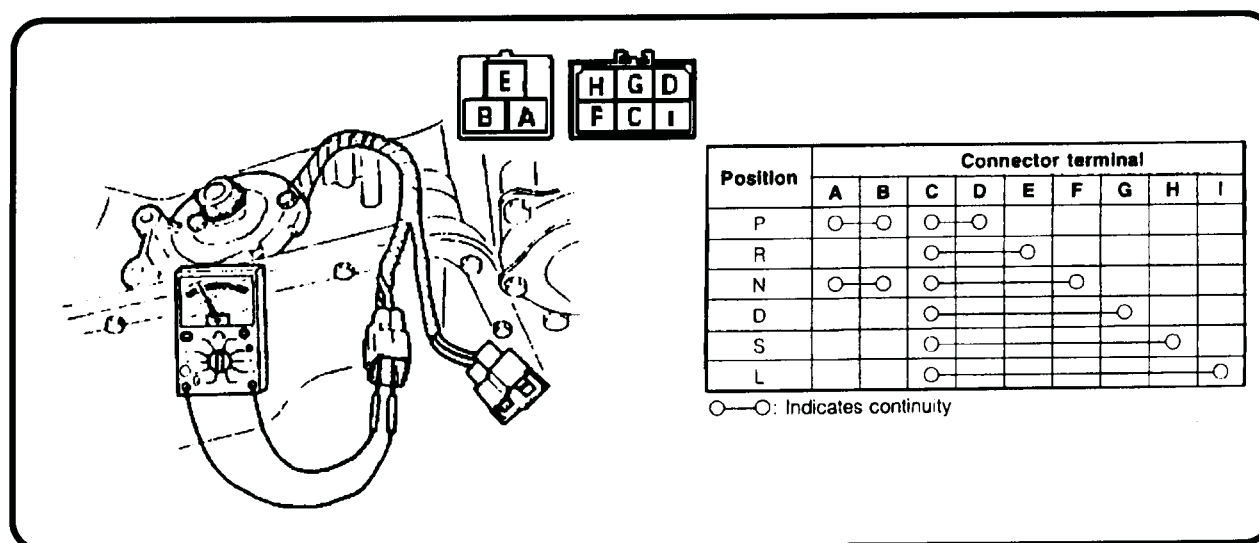 E
B A
H G D
F C I
Position Connector terminal
A B C D E F G H I
P
R
N
D
S
L
○—○: Indicates continuity